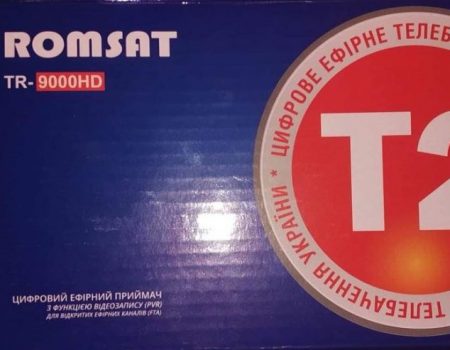 ROMSAT
TR-9000HD
ЦИФРОВЕ ЕФІРНЕ
T2
* ТЕЛЕБАЧЕННЯ УКРАЇНИ *
ЦИФРОВИЙ ЕФІРНИЙ ПРИЙМАЧ
З ФУНКЦІЄЮ ВІДЕОЗАПИСУ (PVR)
ДЛЯ ВІДКРИТИХ ЕФІРНИХ КАНАЛІВ (FTA)